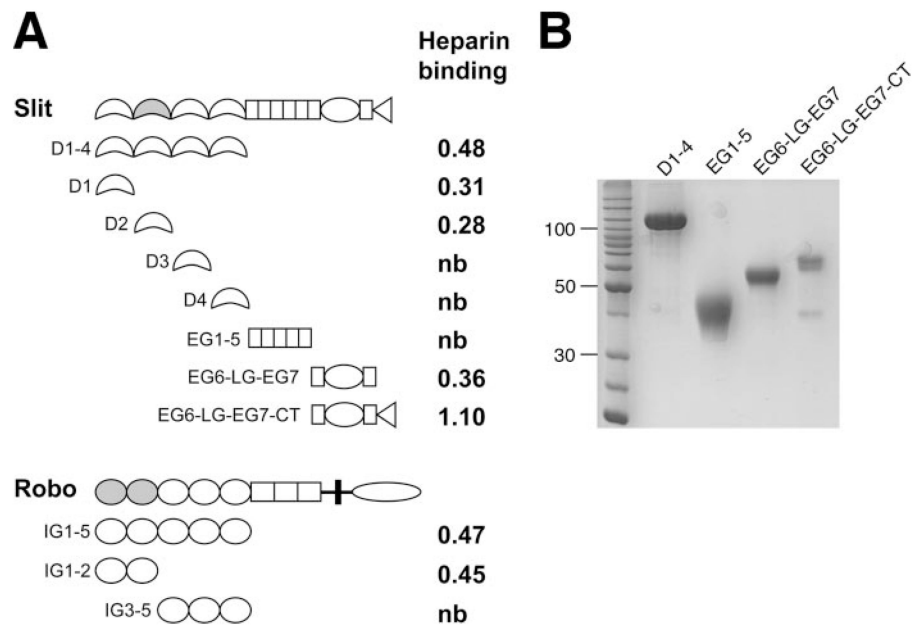 A
Heparin
binding
Slit
D1-4 0.48
D1 0.31
D2 0.28
D3 nb
D4 nb
EG1-5 nb
EG6-LG-EG7 0.36
EG6-LG-EG7-CT 1.10
Robo
IG1-5 0.47
IG1-2 0.45
IG3-5 nb
B
D1-4
EG1-5
EG6-LG-EG7
EG6-LG-EG7-CT
100
50
30